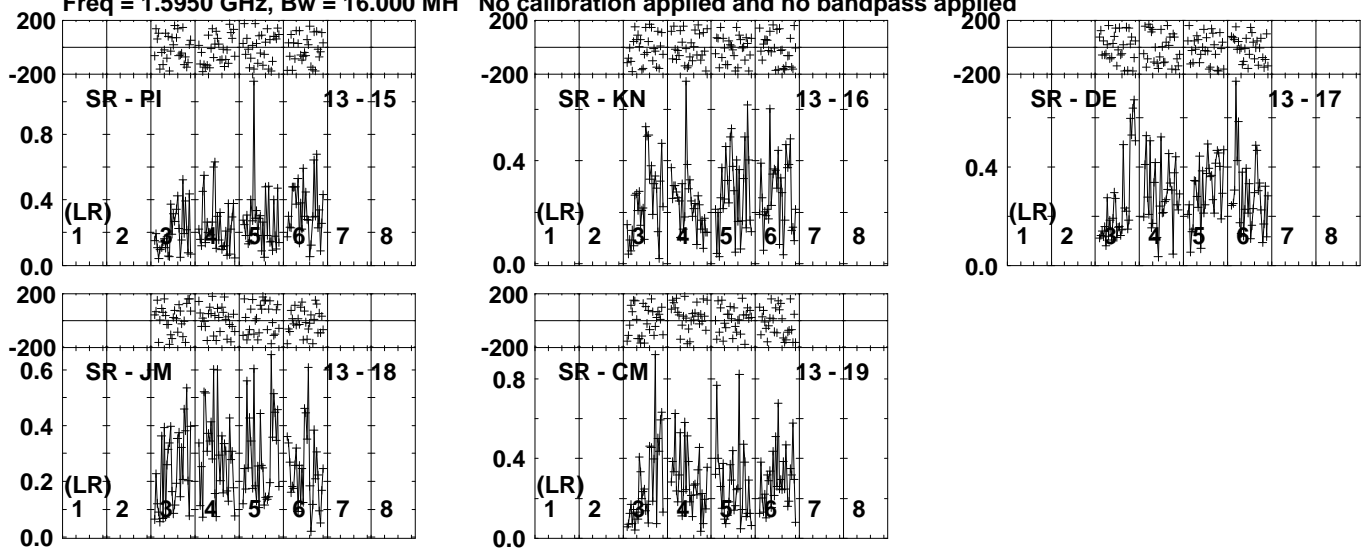 Freq = 1.5950 GHz, Bw = 16.000 MH No calibration applied and no bandpass applied
200
-200
SR - PI 13 - 15
0.8
0.4
(LR)
1 2 3 4 5 6 7 8
0.0
SR - KN 13 - 16
0.4
1 2 3 4 5 6 7 8
0.0
200
-200
SR - DE 13 - 17
0.4
(LR)
1 2 3 4 5 6 7 8
0.0
200
-200
SR - JM 13 - 18
0.6
0.4
0.2
(LR)
1 2 3 4 5 6 7 8
0.0
200
-200
SR - CM 13 - 19
0.8
0.4
(LR)
1 2 3 4 5 6 7 8
0.0